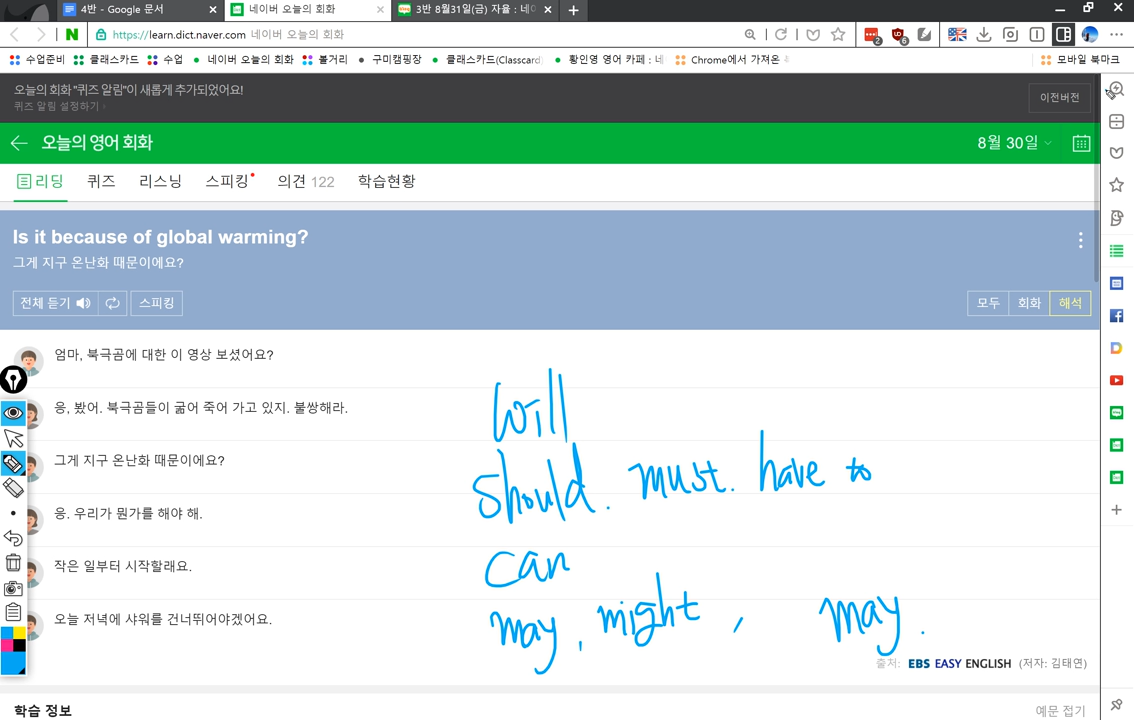 4반 - Google 문서
네이버 오늘의 회화
3반 8월31일(금) 자율 : 네이
https://learn.dict.naver.com 네이버 오늘의 회화
수업준비 클래스카드 수업 네이버 오늘의 회화 볼거리 구미캠핑장 클래스카드(Classcard) 황인영 영어 카페 : 네 Chrome에서 가져온 모바일 북마크
오늘의 회화 "퀴즈 알림"이 새롭게 추가되었어요!
퀴즈 알림 설정하기 ›
이전버전
오늘의 영어 회화
8월 30일
리딩 퀴즈 리스닝 스피킹 의견 122 학습현황
Is it because of global warming?
그게 지구 온난화 때문이에요?
전체 듣기 스피킹 모두 회화 해석
엄마, 북극곰에 대한 이 영상 보셨어요?
응, 봤어. 북극곰들이 굶어 죽어 가고 있지. 불쌍해라.
그게 지구 온난화 때문이에요?
응. 우리가 뭔가를 해야 해.
작은 일부터 시작할래요.
오늘 저녁에 샤워를 건너뛰어야겠어요.
will
should. must. have to
can
may, might, may.
출처: EBS EASY ENGLISH (저자: 김태연)
학습 정보
예문 접기